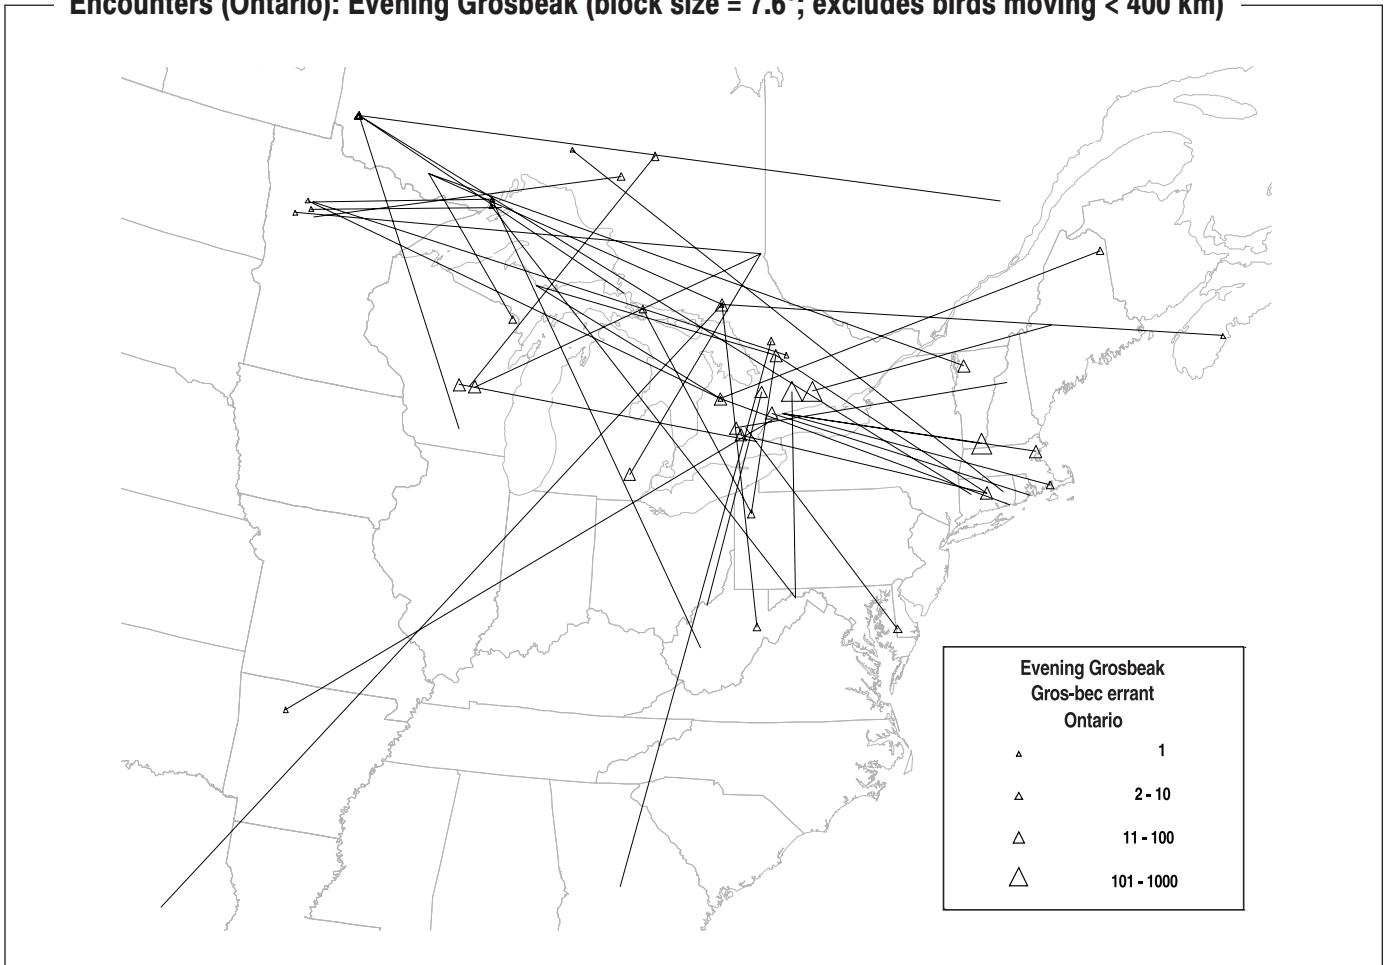 Encounters (Ontario): Evening Grosbeak (block size = 7.6°; excludes birds moving < 400 km)
Evening Grosbeak
Gros-bec errant
Ontario
1
2 - 10
11 - 100
101 - 1000